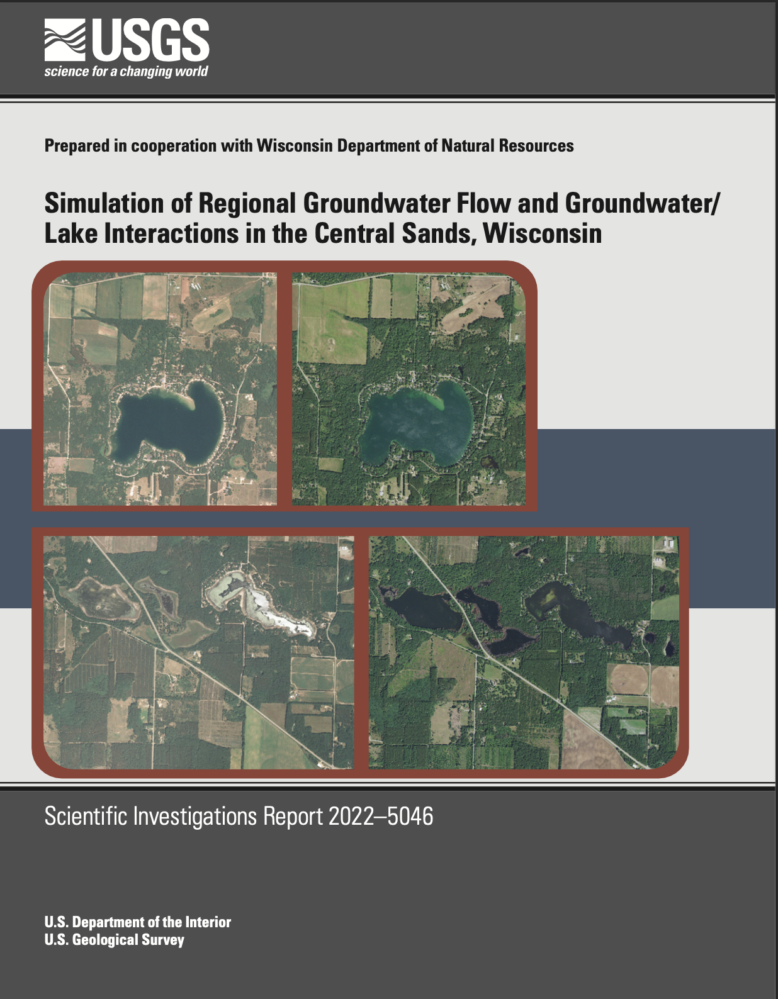 USGS
science for a changing world
Prepared in cooperation with Wisconsin Department of Natural Resources
Simulation of Regional Groundwater Flow and Groundwater/
Lake Interactions in the Central Sands, Wisconsin
Scientific Investigations Report 2022–5046
U.S. Department of the Interior
U.S. Geological Survey